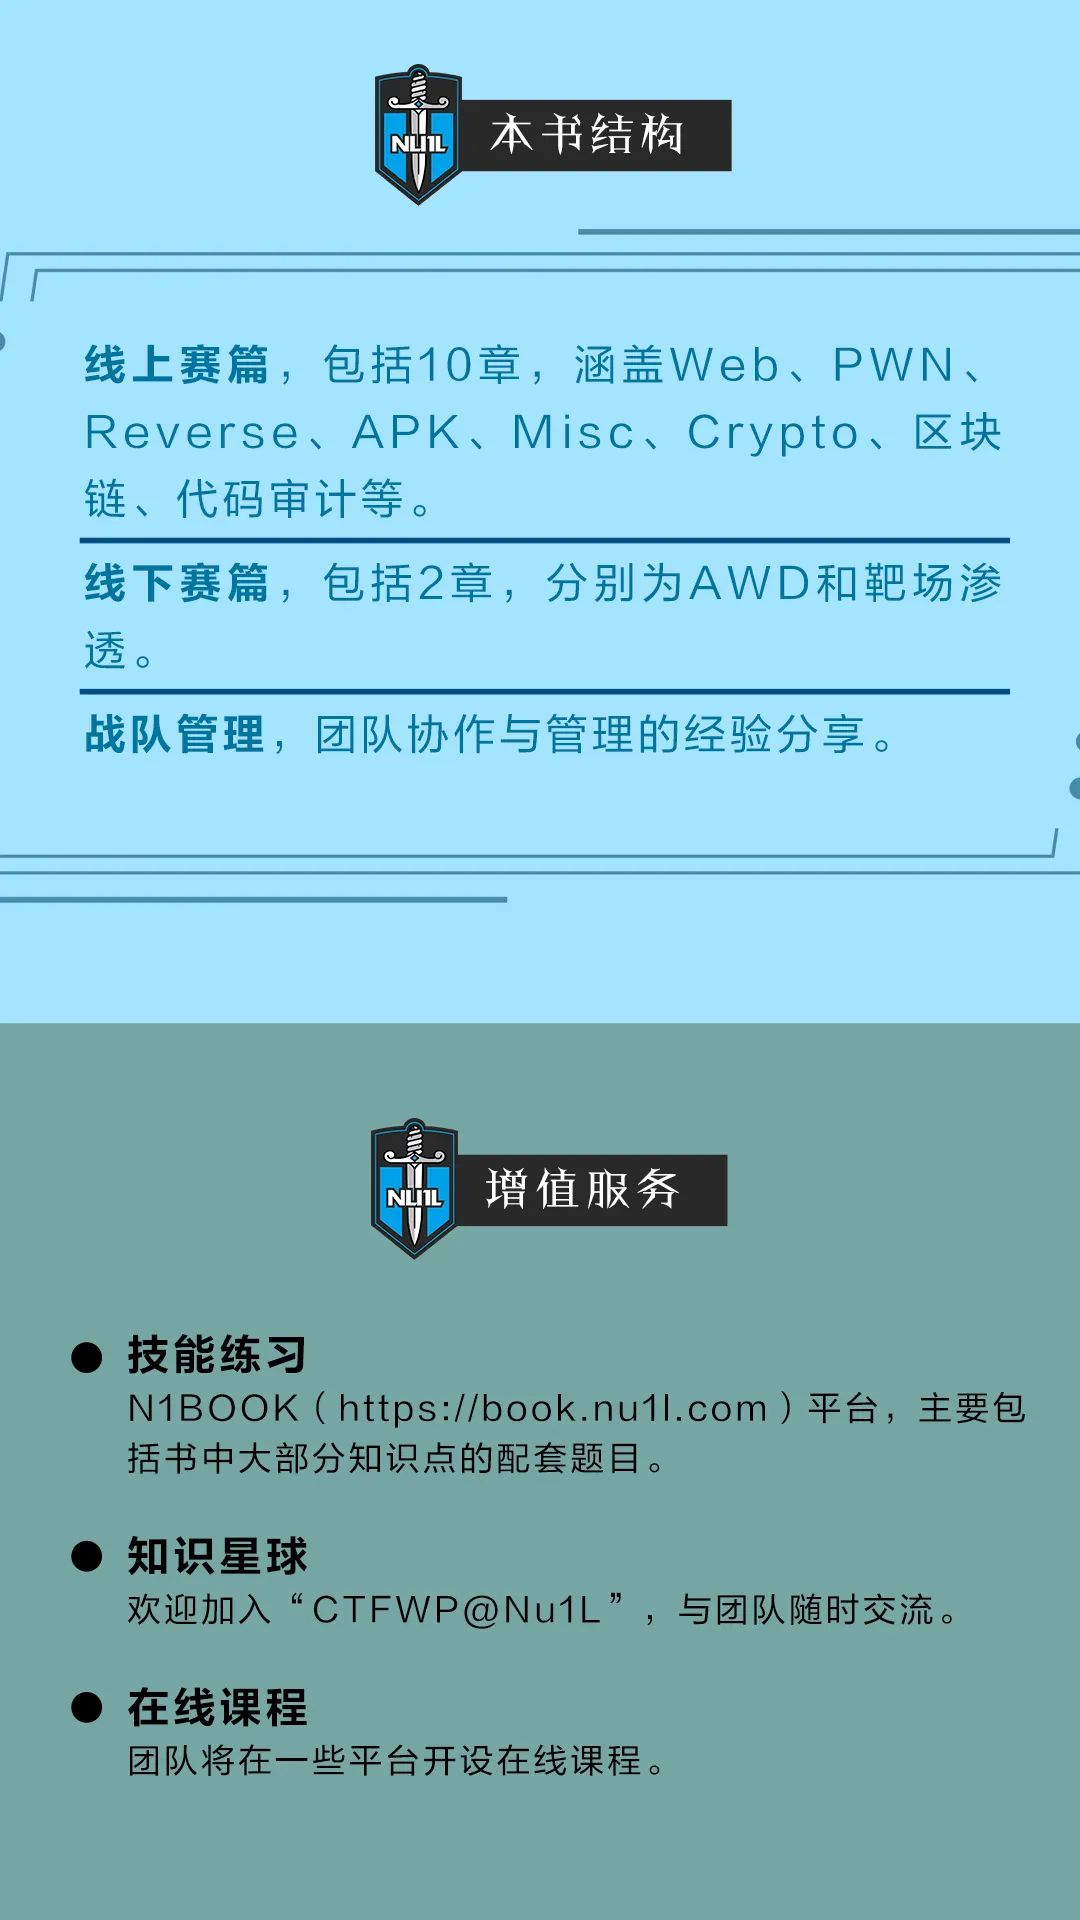 NU1L
本书结构
线上赛篇，包括10章，涵盖Web、PWN、
Reverse、APK、Misc、Crypto、区块
链、代码审计等。
线下赛篇，包括2章，分别为AWD和靶场渗
透。
战队管理，团队协作与管理的经验分享。
NU1L
增值服务
● 技能练习
N1BOOK（https://book.nu1l.com）平台，主要包
括书中大部分知识点的配套题目。
● 知识星球
欢迎加入“CTFWP@Nu1L”，与团队随时交流。
● 在线课程
团队将在一些平台开设在线课程。